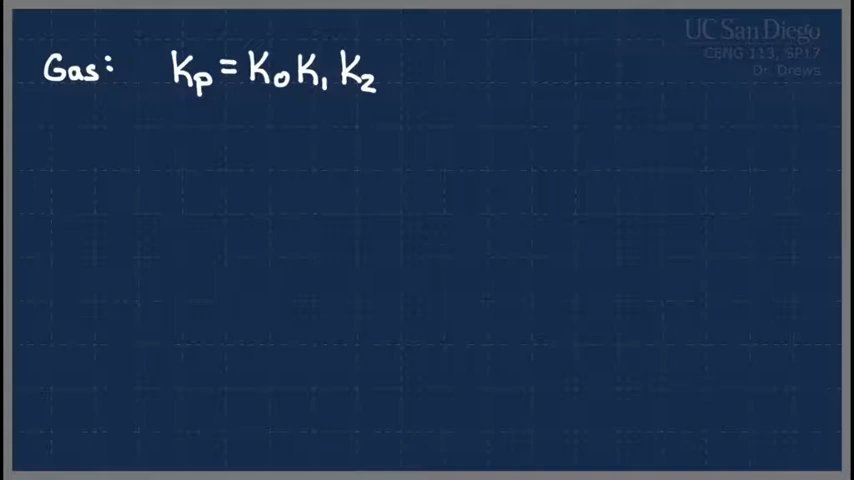 UC San Diego
CENG 113, SP17
Dr. Drews
Gas: Kp = K0 K1 K2